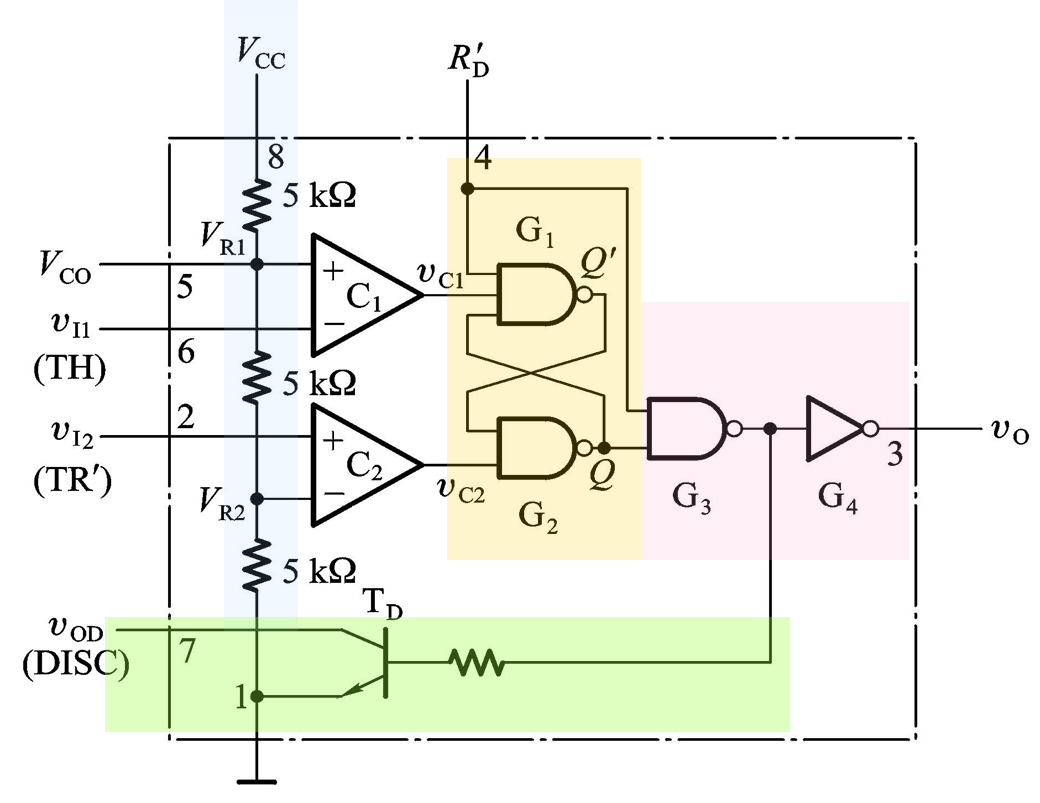 V_CC
R'_D
8
4
5 kΩ
V_R1
G_1
V_CO
5
+
C_1
−
v_C1
Q'
v_I1
(TH)
6
5 kΩ
2
v_I2
(TR')
+
C_2
−
V_R2
v_C2
Q
G_2
G_3
G_4
3
v_O
5 kΩ
T_D
v_OD
(DISC)
7
1